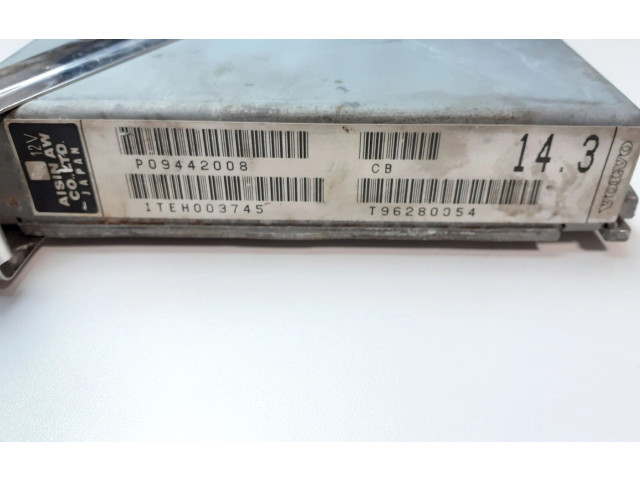 12V
AISIN AW
CO.,LTD.
JAPAN
P09442008
CB
14.3
1TEH003745
T96280054
VOLVO